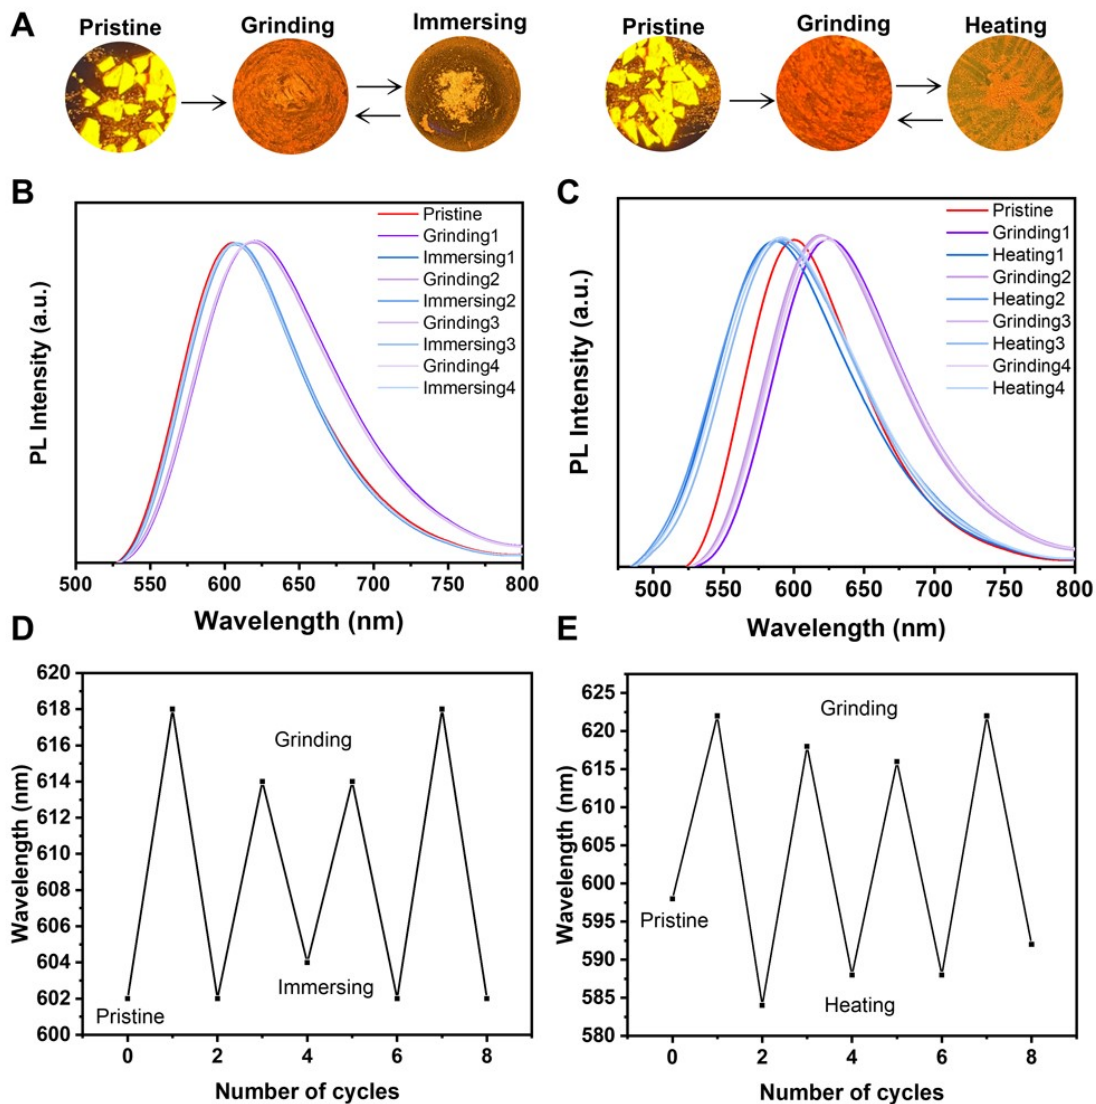 A
Pristine
Grinding
Immersing
Pristine
Grinding
Heating
B
PL Intensity (a.u.)
Pristine
Grinding1
Immersing1
Grinding2
Immersing2
Grinding3
Immersing3
Grinding4
Immersing4
500 550 600 650 700 750 800
Wavelength (nm)
C
PL Intensity (a.u.)
Pristine
Grinding1
Heating1
Grinding2
Heating2
Grinding3
Heating3
Grinding4
Heating4
500 550 600 650 700 750 800
Wavelength (nm)
D
Wavelength (nm)
620
618
616
614
612
610
608
606
604
602
600
Grinding
Immersing
Pristine
0 2 4 6 8
Number of cycles
E
Wavelength (nm)
625
620
615
610
605
600
595
590
585
580
Grinding
Pristine
Heating
0 2 4 6 8
Number of cycles